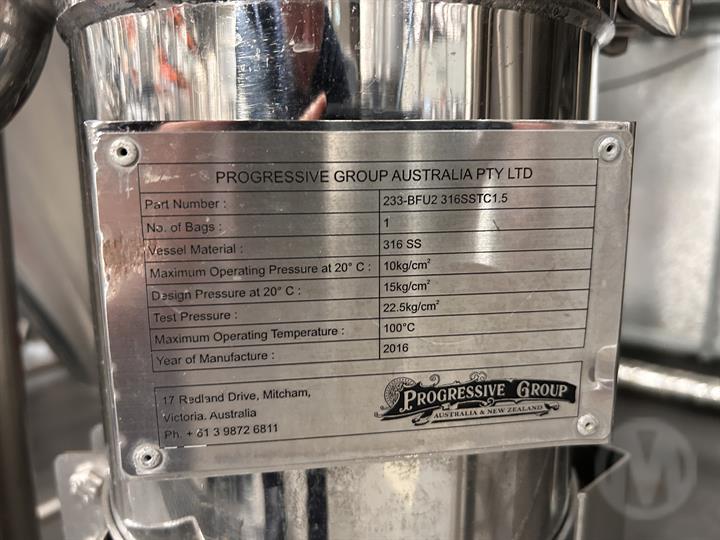 PROGRESSIVE GROUP AUSTRALIA PTY LTD
Part Number : 233-BFU2 316SSTC1.5
No. of Bags : 1
Vessel Material : 316 SS
Maximum Operating Pressure at 20° C : 10kg/cm²
Design Pressure at 20° C : 15kg/cm²
Test Pressure : 22.5kg/cm²
Maximum Operating Temperature : 100°C
Year of Manufacture : 2016
17 Redland Drive, Mitcham,
Victoria. Australia
Ph. + 61 3 9872 6811
PROGRESSIVE GROUP
AUSTRALIA & NEW ZEALAND
M